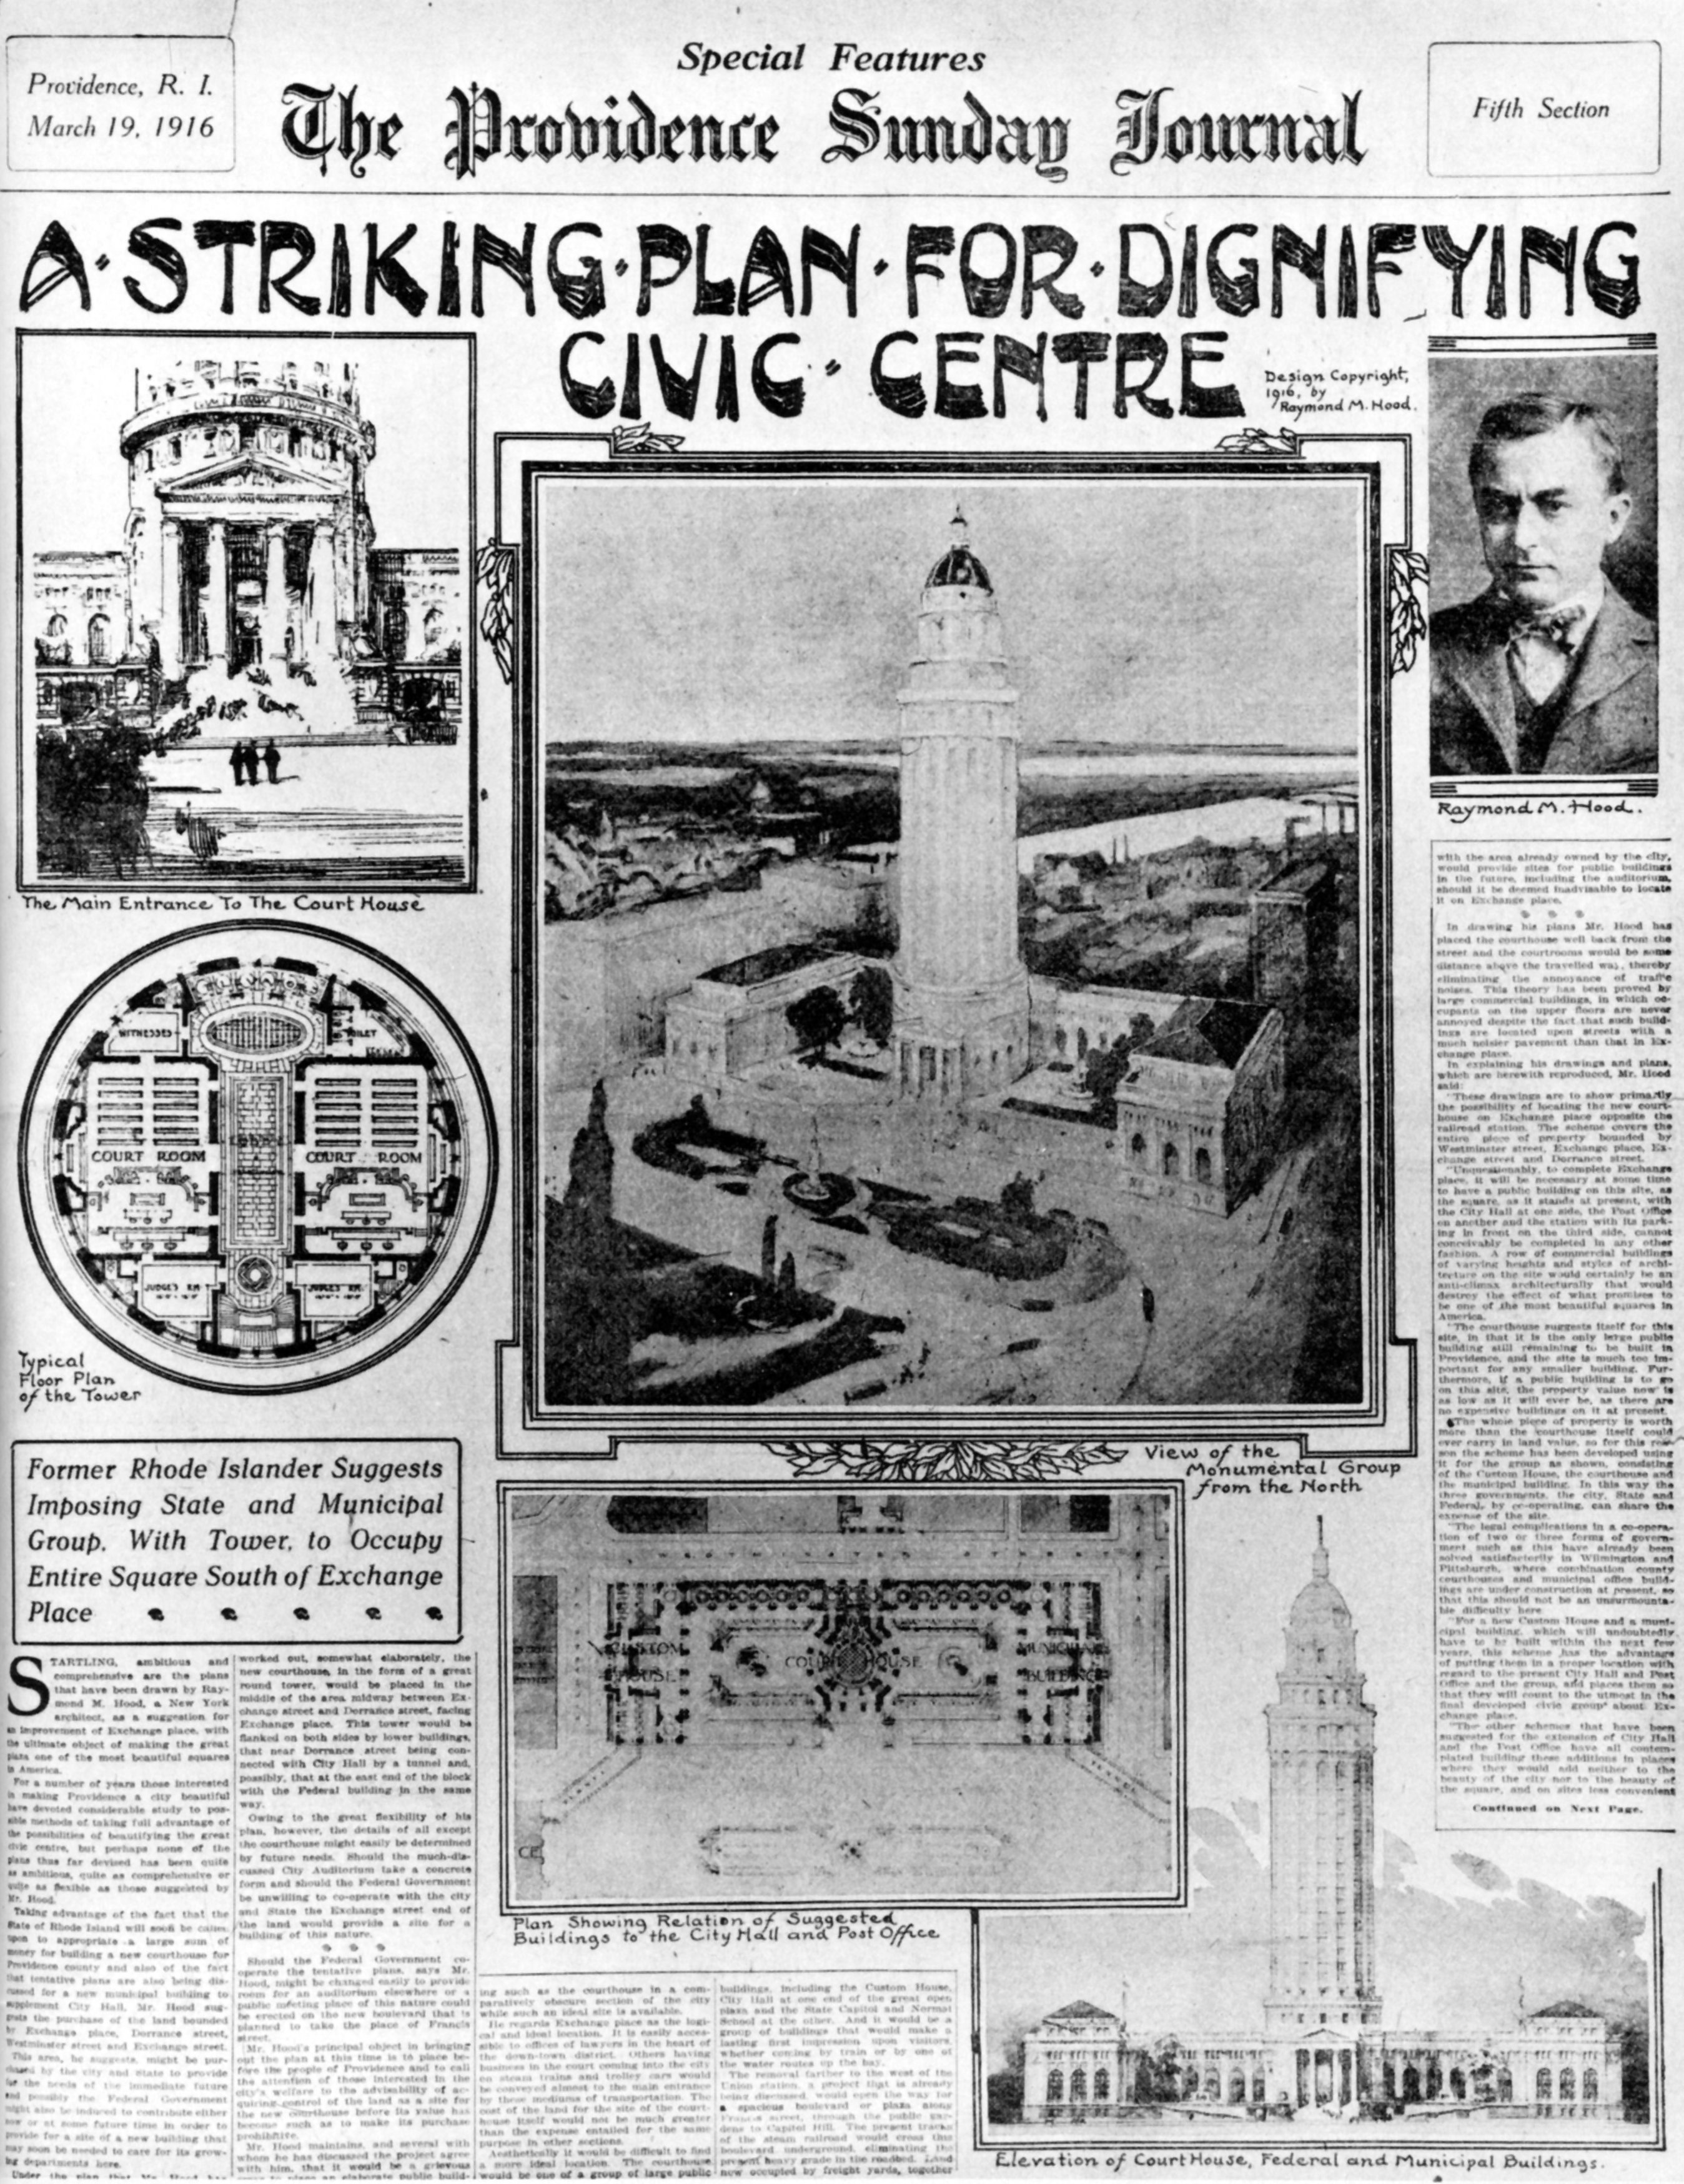 Providence, R. I.
March 19, 1916
Special Features
The Providence Sunday Journal
Fifth Section
A·STRIKING·PLAN·FOR·DIGNIFYING
CIVIC·CENTRE
Design Copyright,
1916, by
Raymond M. Hood.
The Main Entrance To The Court House
WITNESSES
TOILET
COURT ROOM
COURT ROOM
JUDGE'S RM
JUDGE'S RM
Typical
Floor Plan
of the Tower
View of the
Monumental Group
from the North
Raymond M. Hood.
Former Rhode Islander Suggests
Imposing State and Municipal
Group, With Tower, to Occupy
Entire Square South of Exchange
Place
CUSTOM
HOUSE
COURT HOUSE
MUNICIPAL
BUILDING
Plan Showing Relation of Suggested
Buildings to the City Hall and Post Office
Elevation of Court House, Federal and Municipal Buildings.
STARTLING, ambitious and
comprehensive are the plans
that have been drawn by Ray-
mond M. Hood, a New York
architect, as a suggestion for
an improvement of Exchange place, with
the ultimate object of making the great
plaza one of the most beautiful squares
in America.
For a number of years those interested
in making Providence a city beautiful
have devoted considerable study to pos-
sible methods of taking full advantage of
the possibilities of beautifying the great
civic centre, but perhaps none of the
plans thus far devised has been quite
as ambitious, quite as comprehensive or
quite as flexible as those suggested by
Mr. Hood.
Taking advantage of the fact that the
State of Rhode Island will soon be called
upon to appropriate a large sum of
money for building a new courthouse for
Providence county and also of the fact
that tentative plans are also being dis-
cussed for a new municipal building to
supplement City Hall, Mr. Hood sug-
gests the purchase of the land bounded
by Exchange place, Dorrance street,
Westminster street and Exchange street.
This area, he suggests, might be pur-
chased by the city and State to provide
for the needs of the immediate future
and possibly the Federal Government
might also be induced to contribute either
now or at some future time in order to
provide for a site of a new building that
may soon be needed to care for its grow-
ing departments here.
Under the plan that Mr. Hood has
worked out, somewhat elaborately, the
new courthouse, in the form of a great
round tower, would be placed in the
middle of the area midway between Ex-
change street and Dorrance street, facing
Exchange place. This tower would be
flanked on both sides by lower buildings,
that near Dorrance street being con-
nected with City Hall by a tunnel and,
possibly, that at the east end of the block
with the Federal building in the same
way.
Owing to the great flexibility of his
plan, however, the details of all except
the courthouse might easily be determined
by future needs. Should the much-dis-
cussed City Auditorium take a concrete
form and should the Federal Government
be unwilling to co-operate with the city
and State the Exchange street end of
the land would provide a site for a
building of this nature.
Should the Federal Government co-
operate the tentative plans, says Mr.
Hood, might be changed easily to provide
room for an auditorium elsewhere or a
public meeting place of this nature could
be erected on the new boulevard that is
planned to take the place of Francis
street.
Mr. Hood's principal object in bringing
out the plan at this time is to place be-
fore the people of Providence and to call
the attention of those interested in the
city's welfare to the advisability of ac-
quiring control of the land as a site for
the new courthouse before its value has
become such as to make its purchase
prohibitive.
Mr. Hood maintains, and several with
whom he has discussed the project agree
with him, that it would be a grievous
to place an elaborate public build-
ing such as the courthouse in a com-
paratively obscure section of the city
while such an ideal site is available.
He regards Exchange place as the logi-
cal and ideal location. It is easily acces-
sible to offices of lawyers in the heart of
the down-town district. Others having
business in the court coming into the city
on steam trains and trolley cars would
be conveyed almost to the main entrance
by these mediums of transportation. The
cost of the land for the site of the court-
house itself would not be much greater
than the expense entailed for the same
purpose in other sections.
Aesthetically it would be difficult to find
a more ideal location. The courthouse
would be one of a group of large public
buildings, including the Custom House,
City Hall at one end of the great open
plaza and the State Capitol and Normal
School at the other. And it would be a
group of buildings that would make a
lasting first impression upon visitors,
whether coming by train or by one of
the water routes up the bay.
The removal farther to the west of the
Union station, a project that is already
being discussed, would open the way for
a spacious boulevard or plaza along
Francis street, through the public gar-
dens to Capitol Hill. The present tracks
of the steam railroad would cross this
boulevard underground, eliminating the
present heavy grade in the roadbed. Land
now occupied by freight yards, together
with the area already owned by the city,
would provide sites for public buildings
in the future, including the auditorium,
should it be deemed inadvisable to locate
it on Exchange place.
In drawing his plans Mr. Hood has
placed the courthouse well back from the
street and the courtrooms would be some
distance above the travelled way, thereby
eliminating the annoyance of traffic
noises. This theory has been proved by
large commercial buildings, in which oc-
cupants on the upper floors are never
annoyed despite the fact that such build-
ings are located upon streets with a
much noisier pavement than that in Ex-
change place.
In explaining his drawings and plans,
which are herewith reproduced, Mr. Hood
said:
"These drawings are to show primarily
the possibility of locating the new court-
house on Exchange place opposite the
railroad station. The scheme covers the
entire piece of property bounded by
Westminster street, Exchange place, Ex-
change street and Dorrance street.
"Unquestionably, to complete Exchange
place, it will be necessary at some time
to have a public building on this site, as
the square, as it stands at present, with
the City Hall at one side, the Post Office
on another and the station with its park-
ing in front on the third side, cannot
conceivably be completed in any other
fashion. A row of commercial buildings
of varying heights and styles of archi-
tecture on the site would certainly be an
anti-climax architecturally that would
destroy the effect of what promises to
be one of the most beautiful squares in
America.
"The courthouse suggests itself for this
site, in that it is the only large public
building still remaining to be built in
Providence, and the site is much too im-
portant for any smaller building. Fur-
thermore, if a public building is to go
on this site, the property value now is
as low as it will ever be, as there are
no expensive buildings on it at present.
"The whole piece of property is worth
more than the courthouse itself could
ever carry in land value, so for this rea-
son the scheme has been developed using
it for the group as shown, consisting
of the Custom House, the courthouse and
the municipal building. In this way the
three governments, the city, State and
Federal, by co-operating, can share the
expense of the site.
"The legal complications in a co-opera-
tion of two or three forms of govern-
ment such as this have already been
solved satisfactorily in Wilmington and
Pittsburgh, where combination county
courthouses and municipal office build-
ings are under construction at present, so
that this should not be an unsurmounta-
ble difficulty here.
"For a new Custom House and a muni-
cipal building, which will undoubtedly
have to be built within the next few
years, this scheme has the advantage
of putting them in a proper location with
regard to the present City Hall and Post
Office and the group, and places them so
that they will count to the utmost in the
final developed civic group about Ex-
change place.
"The other schemes that have been
suggested for the extension of City Hall
and the Post Office have all contem-
plated building these additions in places
where they would add neither to the
beauty of the city nor to the beauty of
the square, and on sites less convenient
Continued on Next Page.